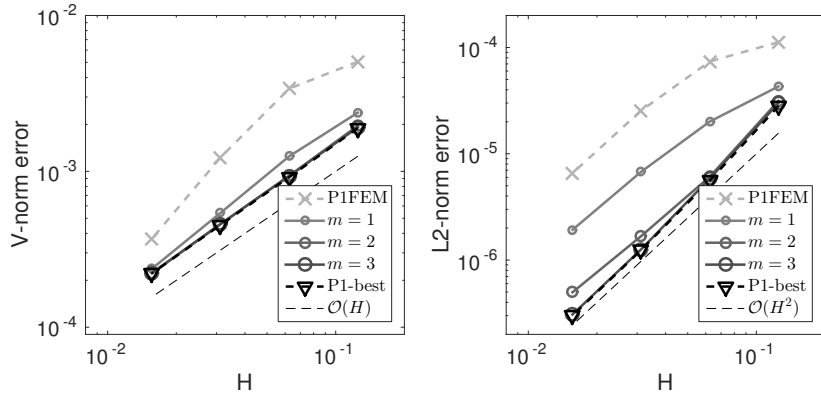 V-norm error
10^{-2}
10^{-3}
10^{-4}
10^{-2}
10^{-1}
H
P1FEM
m = 1
m = 2
m = 3
P1-best
𝒪(H)
L2-norm error
10^{-4}
10^{-5}
10^{-6}
10^{-2}
10^{-1}
H
P1FEM
m = 1
m = 2
m = 3
P1-best
𝒪(H^2)